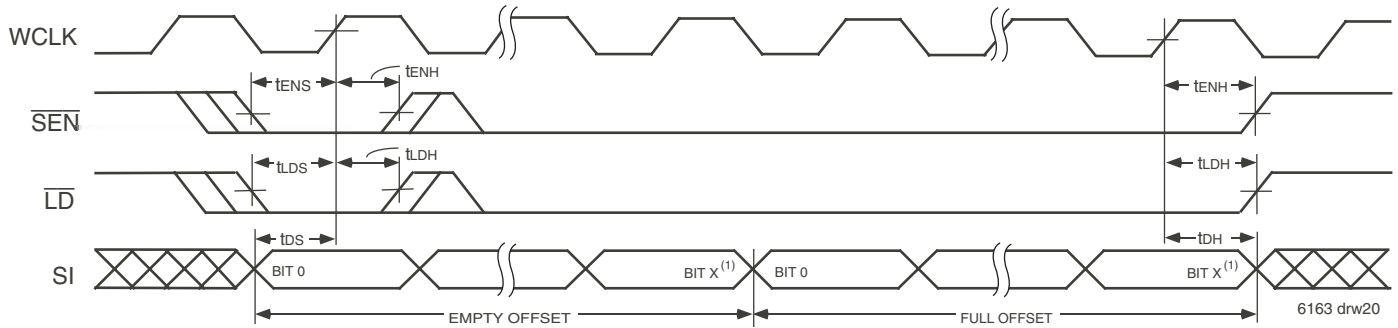 WCLK
tENS
tENH
tENH
SEN
tLDS
tLDH
tLDH
LD
tDS
tDH
SI
BIT 0
BIT X(1)
BIT 0
BIT X(1)
EMPTY OFFSET
FULL OFFSET
6163 drw20